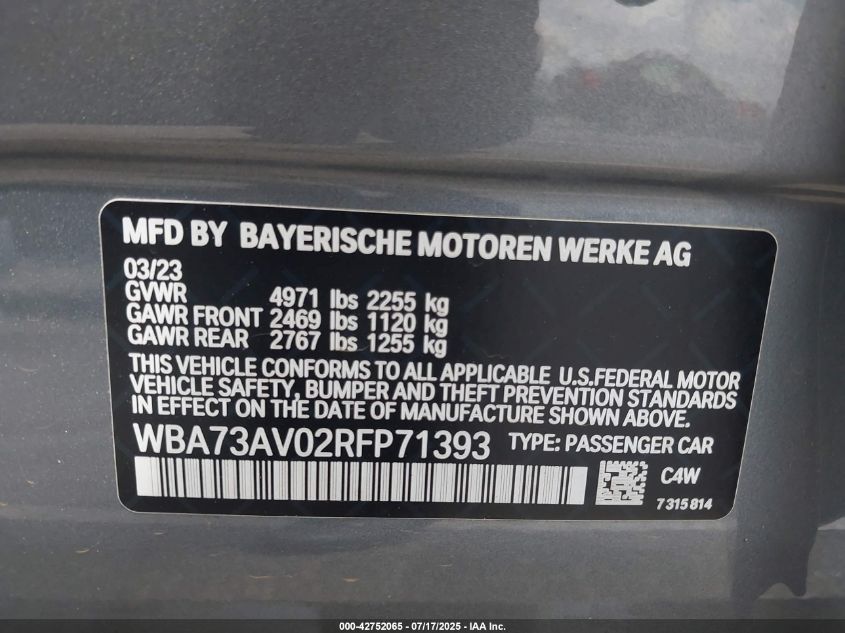 MFD BY BAYERISCHE MOTOREN WERKE AG
03/23
GVWR 4971 lbs 2255 kg
GAWR FRONT 2469 lbs 1120 kg
GAWR REAR 2767 lbs 1255 kg
THIS VEHICLE CONFORMS TO ALL APPLICABLE U.S.FEDERAL MOTOR
VEHICLE SAFETY, BUMPER AND THEFT PREVENTION STANDARDS
IN EFFECT ON THE DATE OF MANUFACTURE SHOWN ABOVE.
WBA73AV02RFP71393 TYPE: PASSENGER CAR
C4W
7315814
000-42752065 - 07/17/2025 - IAA Inc.